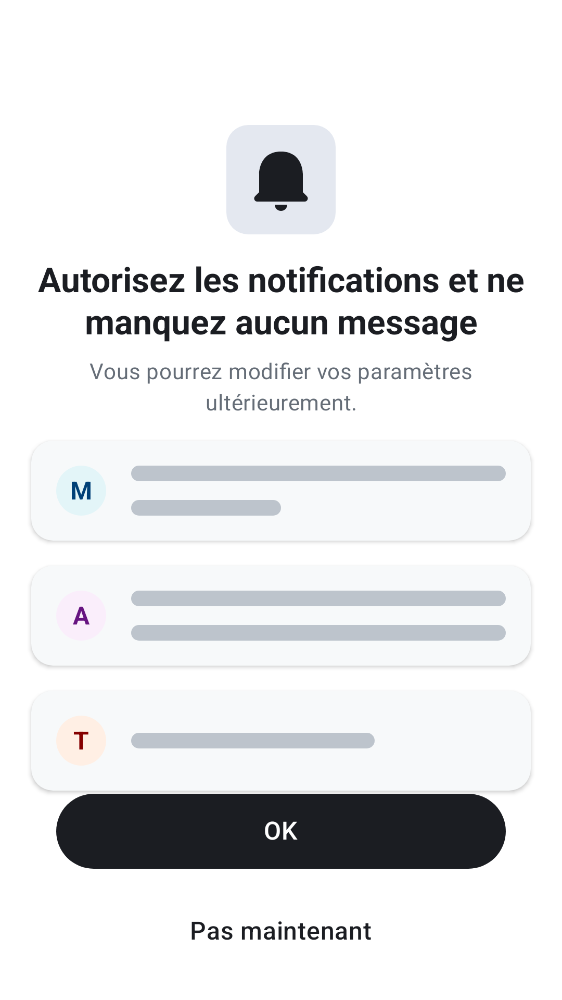 Autorisez les notifications et ne
manquez aucun message
Vous pourrez modifier vos paramètres
ultérieurement.
M
A
T
OK
Pas maintenant